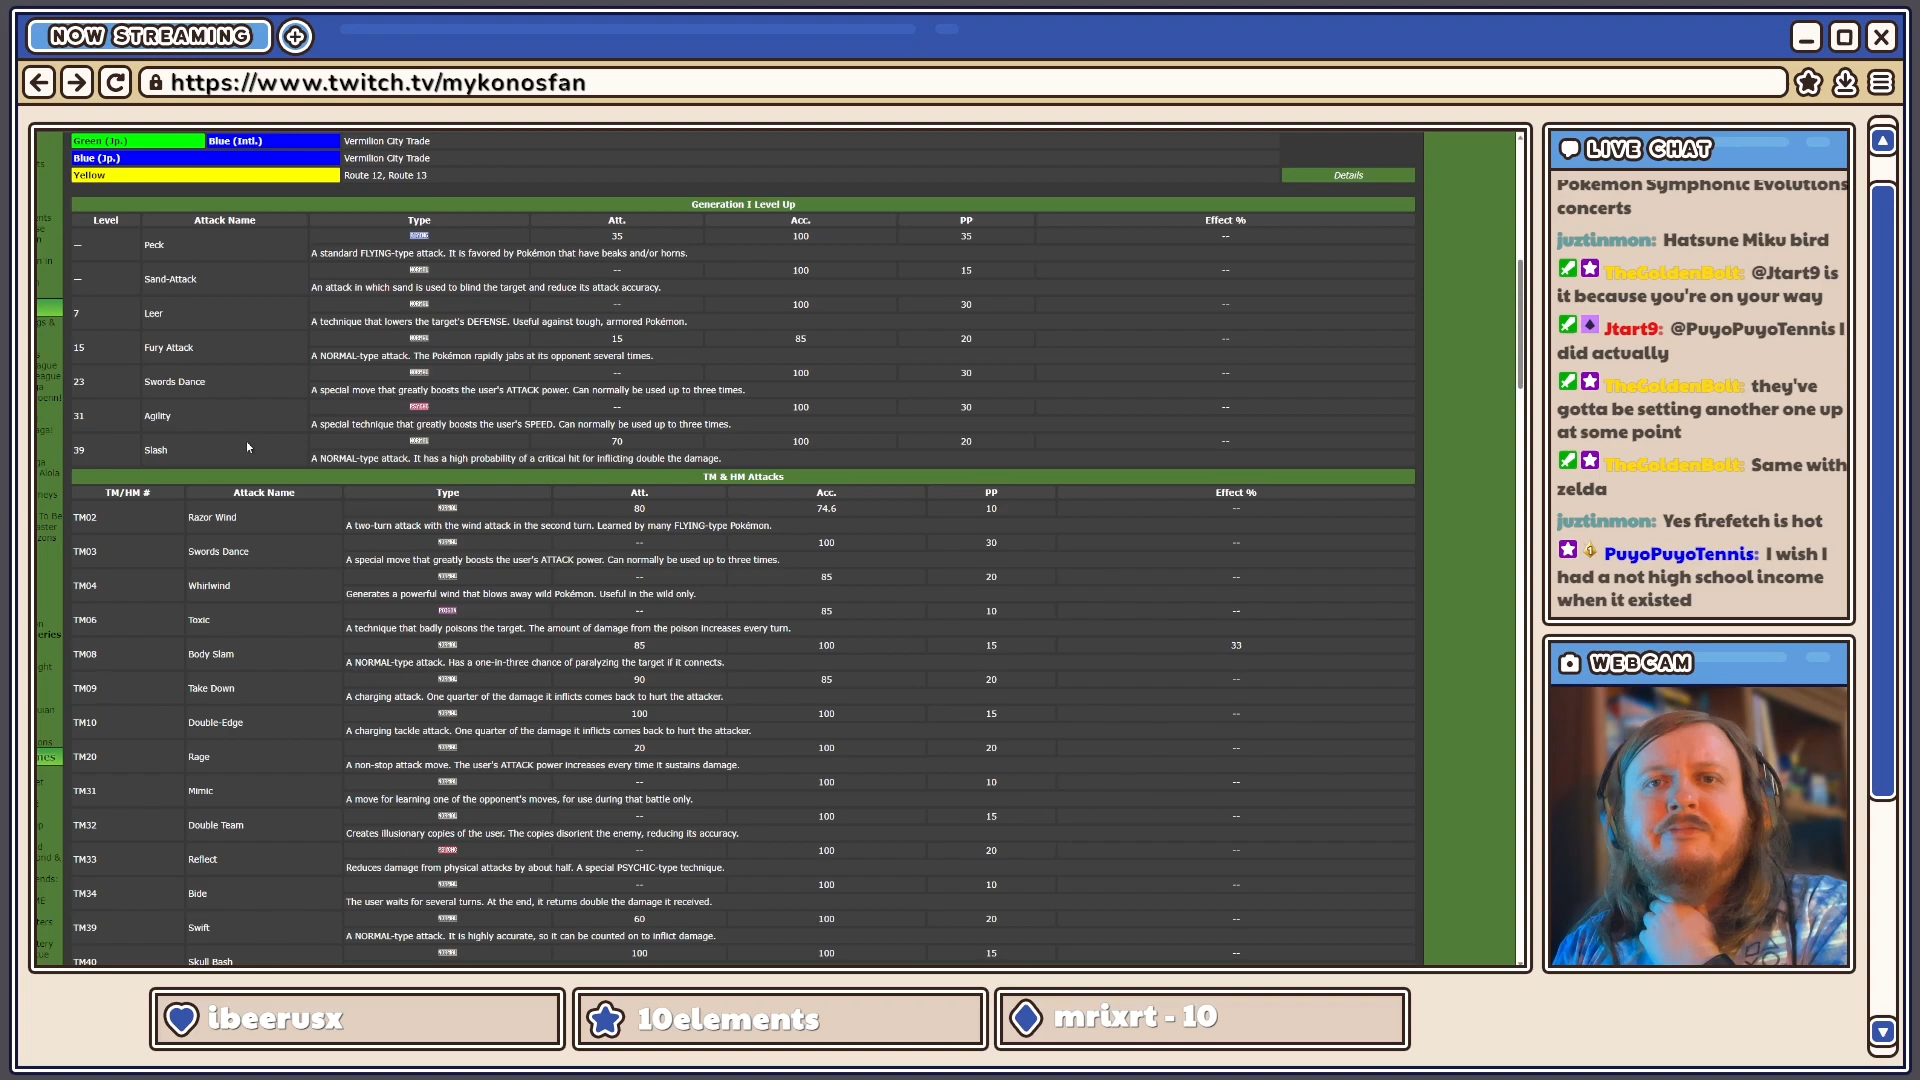 NOW STREAMING
https://www.twitch.tv/mykonosfan
Green (Jp.) Blue (Intl.) Vermilion City Trade
Blue (Jp.) Vermilion City Trade
Yellow Route 12, Route 13 Details
Generation I Level Up
Level Attack Name Type Att. Acc. PP Effect %
— Peck FLYING 35 100 35 --
A standard FLYING-type attack. It is favored by Pokémon that have beaks and/or horns.
— Sand-Attack NORMAL -- 100 15 --
An attack in which sand is used to blind the target and reduce its attack accuracy.
7 Leer NORMAL -- 100 30 --
A technique that lowers the target's DEFENSE. Useful against tough, armored Pokémon.
15 Fury Attack NORMAL 15 85 20 --
A NORMAL-type attack. The Pokémon rapidly jabs at its opponent several times.
23 Swords Dance NORMAL -- 100 30 --
A special move that greatly boosts the user's ATTACK power. Can normally be used up to three times.
31 Agility PSYCHC -- 100 30 --
A special technique that greatly boosts the user's SPEED. Can normally be used up to three times.
39 Slash NORMAL 70 100 20 --
A NORMAL-type attack. It has a high probability of a critical hit for inflicting double the damage.
TM & HM Attacks
TM/HM # Attack Name Type Att. Acc. PP Effect %
TM02 Razor Wind NORMAL 80 74.6 10 --
A two-turn attack with the wind attack in the second turn. Learned by many FLYING-type Pokémon.
TM03 Swords Dance NORMAL -- 100 30 --
A special move that greatly boosts the user's ATTACK power. Can normally be used up to three times.
TM04 Whirlwind NORMAL -- 85 20 --
Generates a powerful wind that blows away wild Pokémon. Useful in the wild only.
TM06 Toxic POISON -- 85 10 --
A technique that badly poisons the target. The amount of damage from the poison increases every turn.
TM08 Body Slam NORMAL 85 100 15 33
A NORMAL-type attack. Has a one-in-three chance of paralyzing the target if it connects.
TM09 Take Down NORMAL 90 85 20 --
A charging attack. One quarter of the damage it inflicts comes back to hurt the attacker.
TM10 Double-Edge NORMAL 100 100 15 --
A charging tackle attack. One quarter of the damage it inflicts comes back to hurt the attacker.
TM20 Rage NORMAL 20 100 20 --
A non-stop attack move. The user's ATTACK power increases every time it sustains damage.
TM31 Mimic NORMAL -- 100 10 --
A move for learning one of the opponent's moves, for use during that battle only.
TM32 Double Team NORMAL -- 100 15 --
Creates illusionary copies of the user. The copies disorient the enemy, reducing its accuracy.
TM33 Reflect PSYCHC -- 100 20 --
Reduces damage from physical attacks by about half. A special PSYCHIC-type technique.
TM34 Bide NORMAL -- 100 10 --
The user waits for several turns. At the end, it returns double the damage it received.
TM39 Swift NORMAL 60 100 20 --
A NORMAL-type attack. It is highly accurate, so it can be counted on to inflict damage.
TM40 Skull Bash NORMAL 100 100 15 --
LIVE CHAT
Pokemon Symphonic Evolutions
concerts
juztinmon: Hatsune Miku bird
TheGoldenBolt: @Jtart9 is
it because you're on your way
Jtart9: @PuyoPuyoTennis I
did actually
TheGoldenBolt: they've
gotta be setting another one up
at some point
TheGoldenBolt: Same with
zelda
juztinmon: Yes firefetch is hot
PuyoPuyoTennis: I wish I
had a not high school income
when it existed
WEBCAM
ibeerusx
10elements
mrixrt - 10